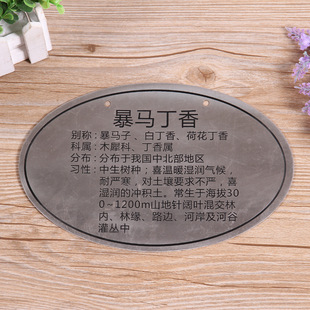 暴马丁香
别称：暴马子、白丁香、荷花丁香
科属：木犀科、丁香属
分布：分布于我国中北部地区
习性：中生树种；喜温暖湿润气候，
耐严寒，对土壤要求不严，喜
湿润的冲积土。常生于海拔30
0~1200m山地针阔叶混交林
内、林缘、路边、河岸及河谷
灌丛中